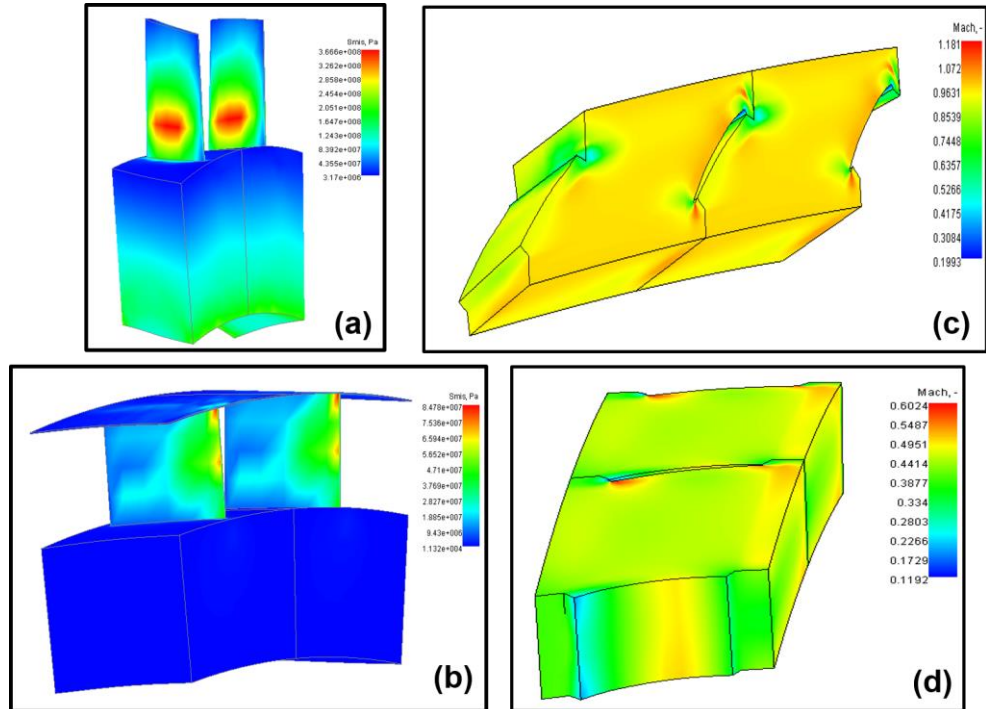 Smis, Pa
3.666e+008
3.262e+008
2.858e+008
2.454e+008
2.051e+008
1.647e+008
1.243e+008
8.392e+007
4.355e+007
3.17e+006
(a)
Mach, -
1.181
1.072
0.9631
0.8539
0.7448
0.6357
0.5266
0.4175
0.3084
0.1993
(c)
Smis, Pa
8.478e+007
7.536e+007
6.594e+007
5.652e+007
4.71e+007
3.769e+007
2.827e+007
1.885e+007
9.43e+006
1.132e+004
(b)
Mach, -
0.6024
0.5487
0.4951
0.4414
0.3877
0.334
0.2803
0.2266
0.1729
0.1192
(d)